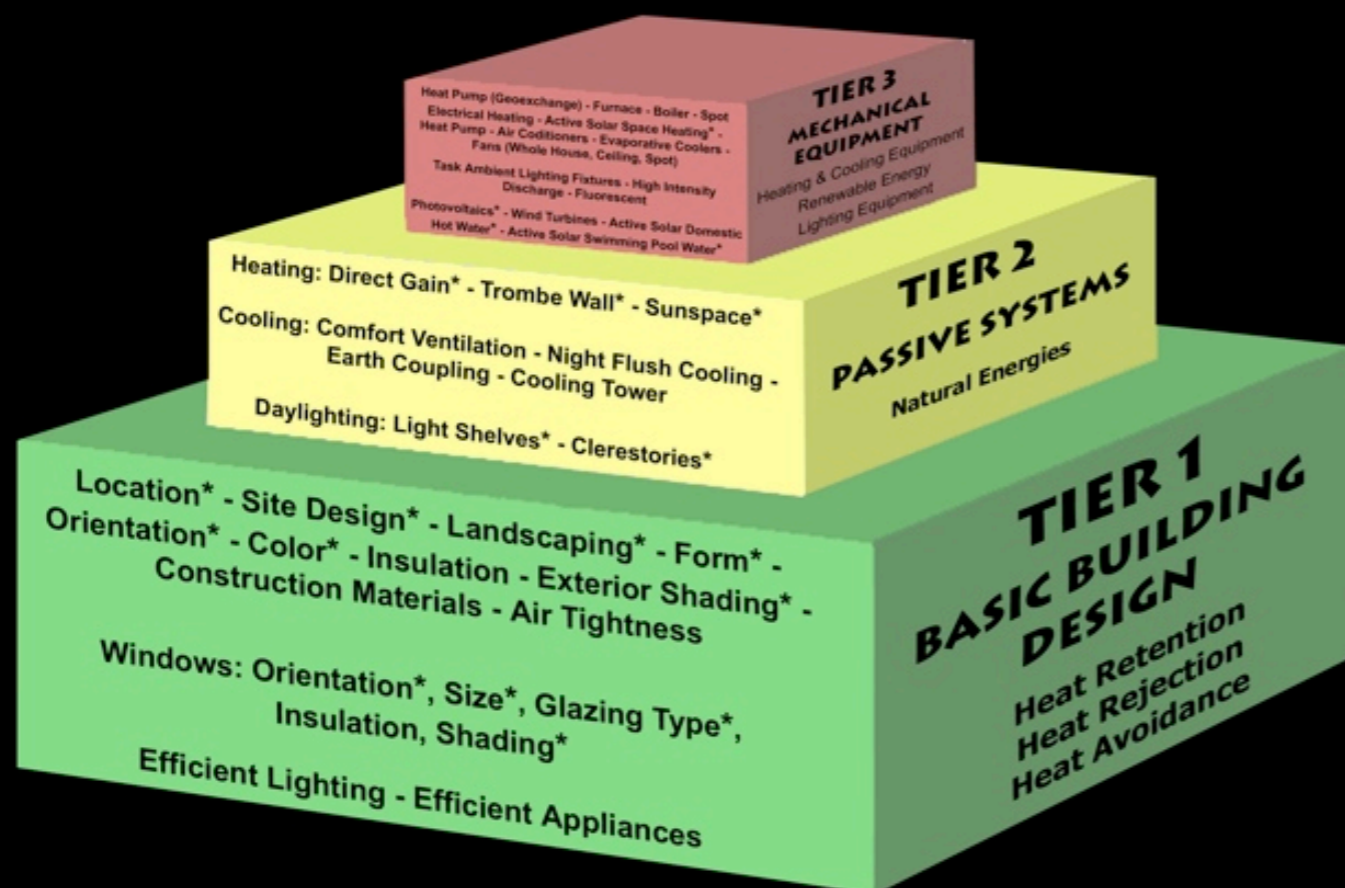 Heat Pump (Geoexchange) - Furnace - Boiler - Spot
Electrical Heating - Active Solar Space Heating* -
Heat Pump - Air Coditioners - Evaporative Coolers -
Fans (Whole House, Ceiling, Spot)
Task Ambient Lighting Fixtures - High Intensity
Discharge - Fluorescent
Photovoltaics* - Wind Turbines - Active Solar Domestic
Hot Water* - Active Solar Swimming Pool Water*
TIER 3
MECHANICAL
EQUIPMENT
Heating & Cooling Equipment
Renewable Energy
Lighting Equipment
Heating: Direct Gain* - Trombe Wall* - Sunspace*
Cooling: Comfort Ventilation - Night Flush Cooling -
Earth Coupling - Cooling Tower
Daylighting: Light Shelves* - Clerestories*
TIER 2
PASSIVE SYSTEMS
Natural Energies
Location* - Site Design* - Landscaping* - Form* -
Orientation* - Color* - Insulation - Exterior Shading* -
Construction Materials - Air Tightness
Windows: Orientation*, Size*, Glazing Type*,
Insulation, Shading*
Efficient Lighting - Efficient Appliances
TIER 1
BASIC BUILDING
DESIGN
Heat Retention
Heat Rejection
Heat Avoidance